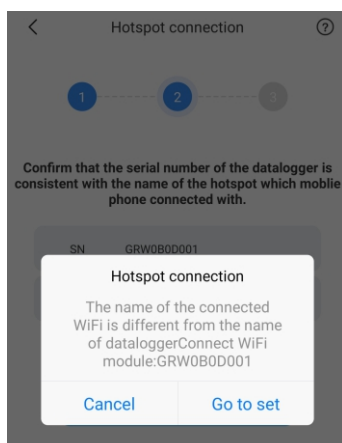 Hotspot connection
?
1
2
3
Confirm that the serial number of the datalogger is
consistent with the name of the hotspot which moblie
phone connected with.
SN GRW0B0D001
Hotspot connection
The name of the connected
WiFi is different from the name
of dataloggerConnect WiFi
module:GRW0B0D001
Cancel Go to set